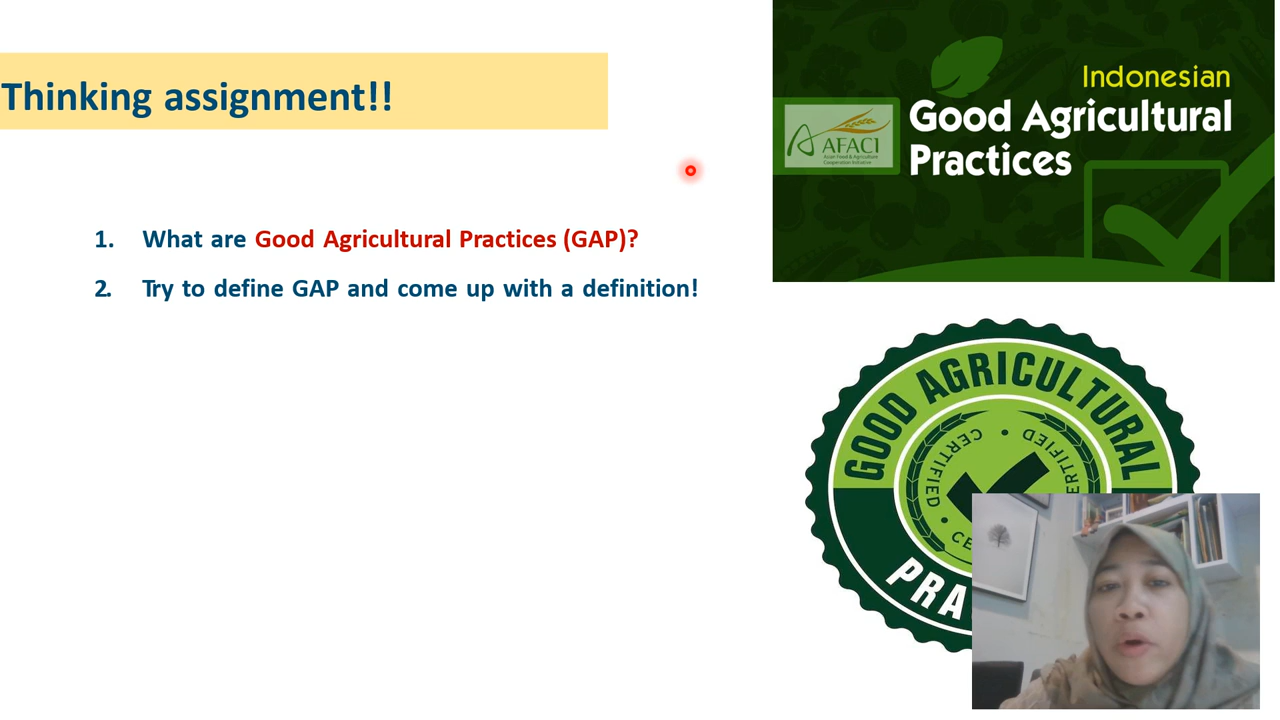 Thinking assignment!!
1. What are Good Agricultural Practices (GAP)?
2. Try to define GAP and come up with a definition!
Indonesian
Good Agricultural
Practices
AFACI
Asian Food & Agriculture
Cooperation Initiative
GOOD AGRICULTURAL
CERTIFIED • CERTIFIED •